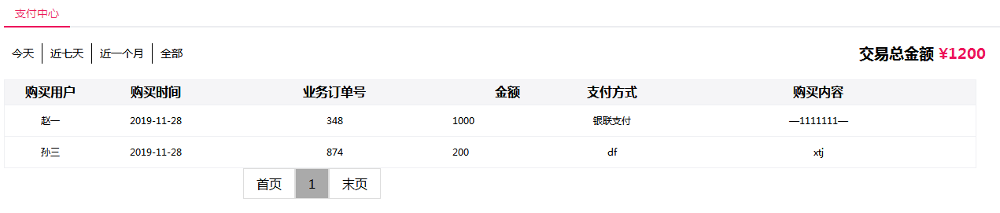 支付中心
今天 近七天 近一个月 全部 交易总金额 ¥1200
购买用户 购买时间 业务订单号 金额 支付方式 购买内容
赵一 2019-11-28 348 1000 银联支付 —1111111—
孙三 2019-11-28 874 200 df xtj
首页 1 末页